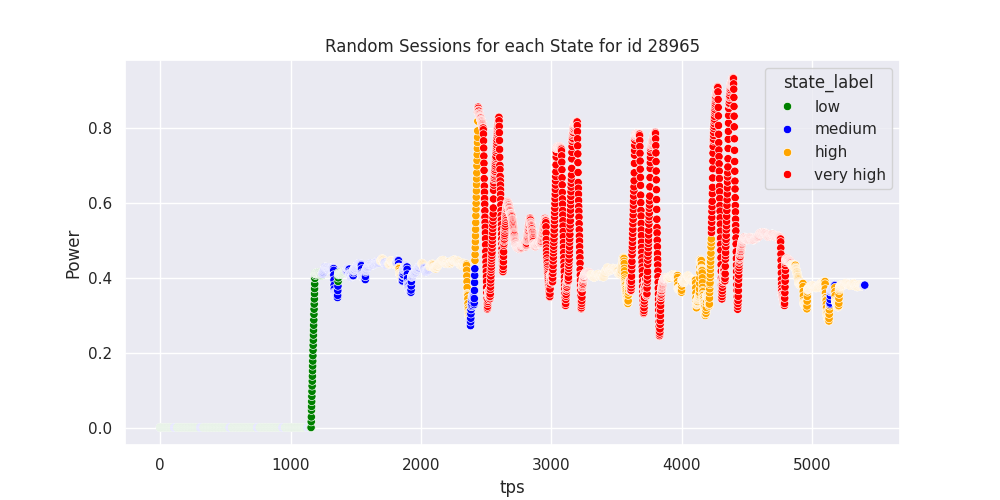 Random Sessions for each State for id 28965
state_label
low
medium
high
very high
Power
0.8
0.6
0.4
0.2
0.0
0
1000
2000
3000
4000
5000
tps